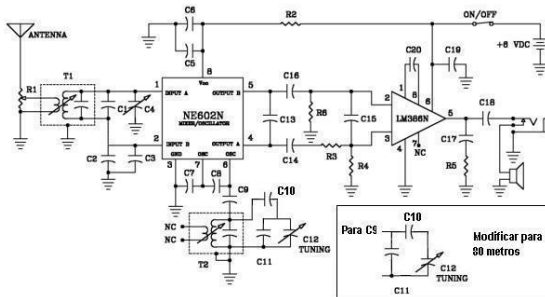 ANTENNA
R1
T1
C1
C4
C2
C3
C6
C5
R2
ON/OFF
+6 VDC
8
Vcc
1
INPUT A
OUTPUT B
5
NE602N
MIXER/OSCILLATOR
2
INPUT B
OUTPUT A
4
GND
OSC
OSC
3
7
6
C7
C8
C9
C10
C16
C13
C14
R6
R3
C15
R4
C20
C19
1
8
6
2
LM386N
5
3
4
7
NC
C18
C17
R5
NC
NC
T2
C11
C12
TUNING
Para C9
C10
Modificar para
80 metros
C12
TUNING
C11